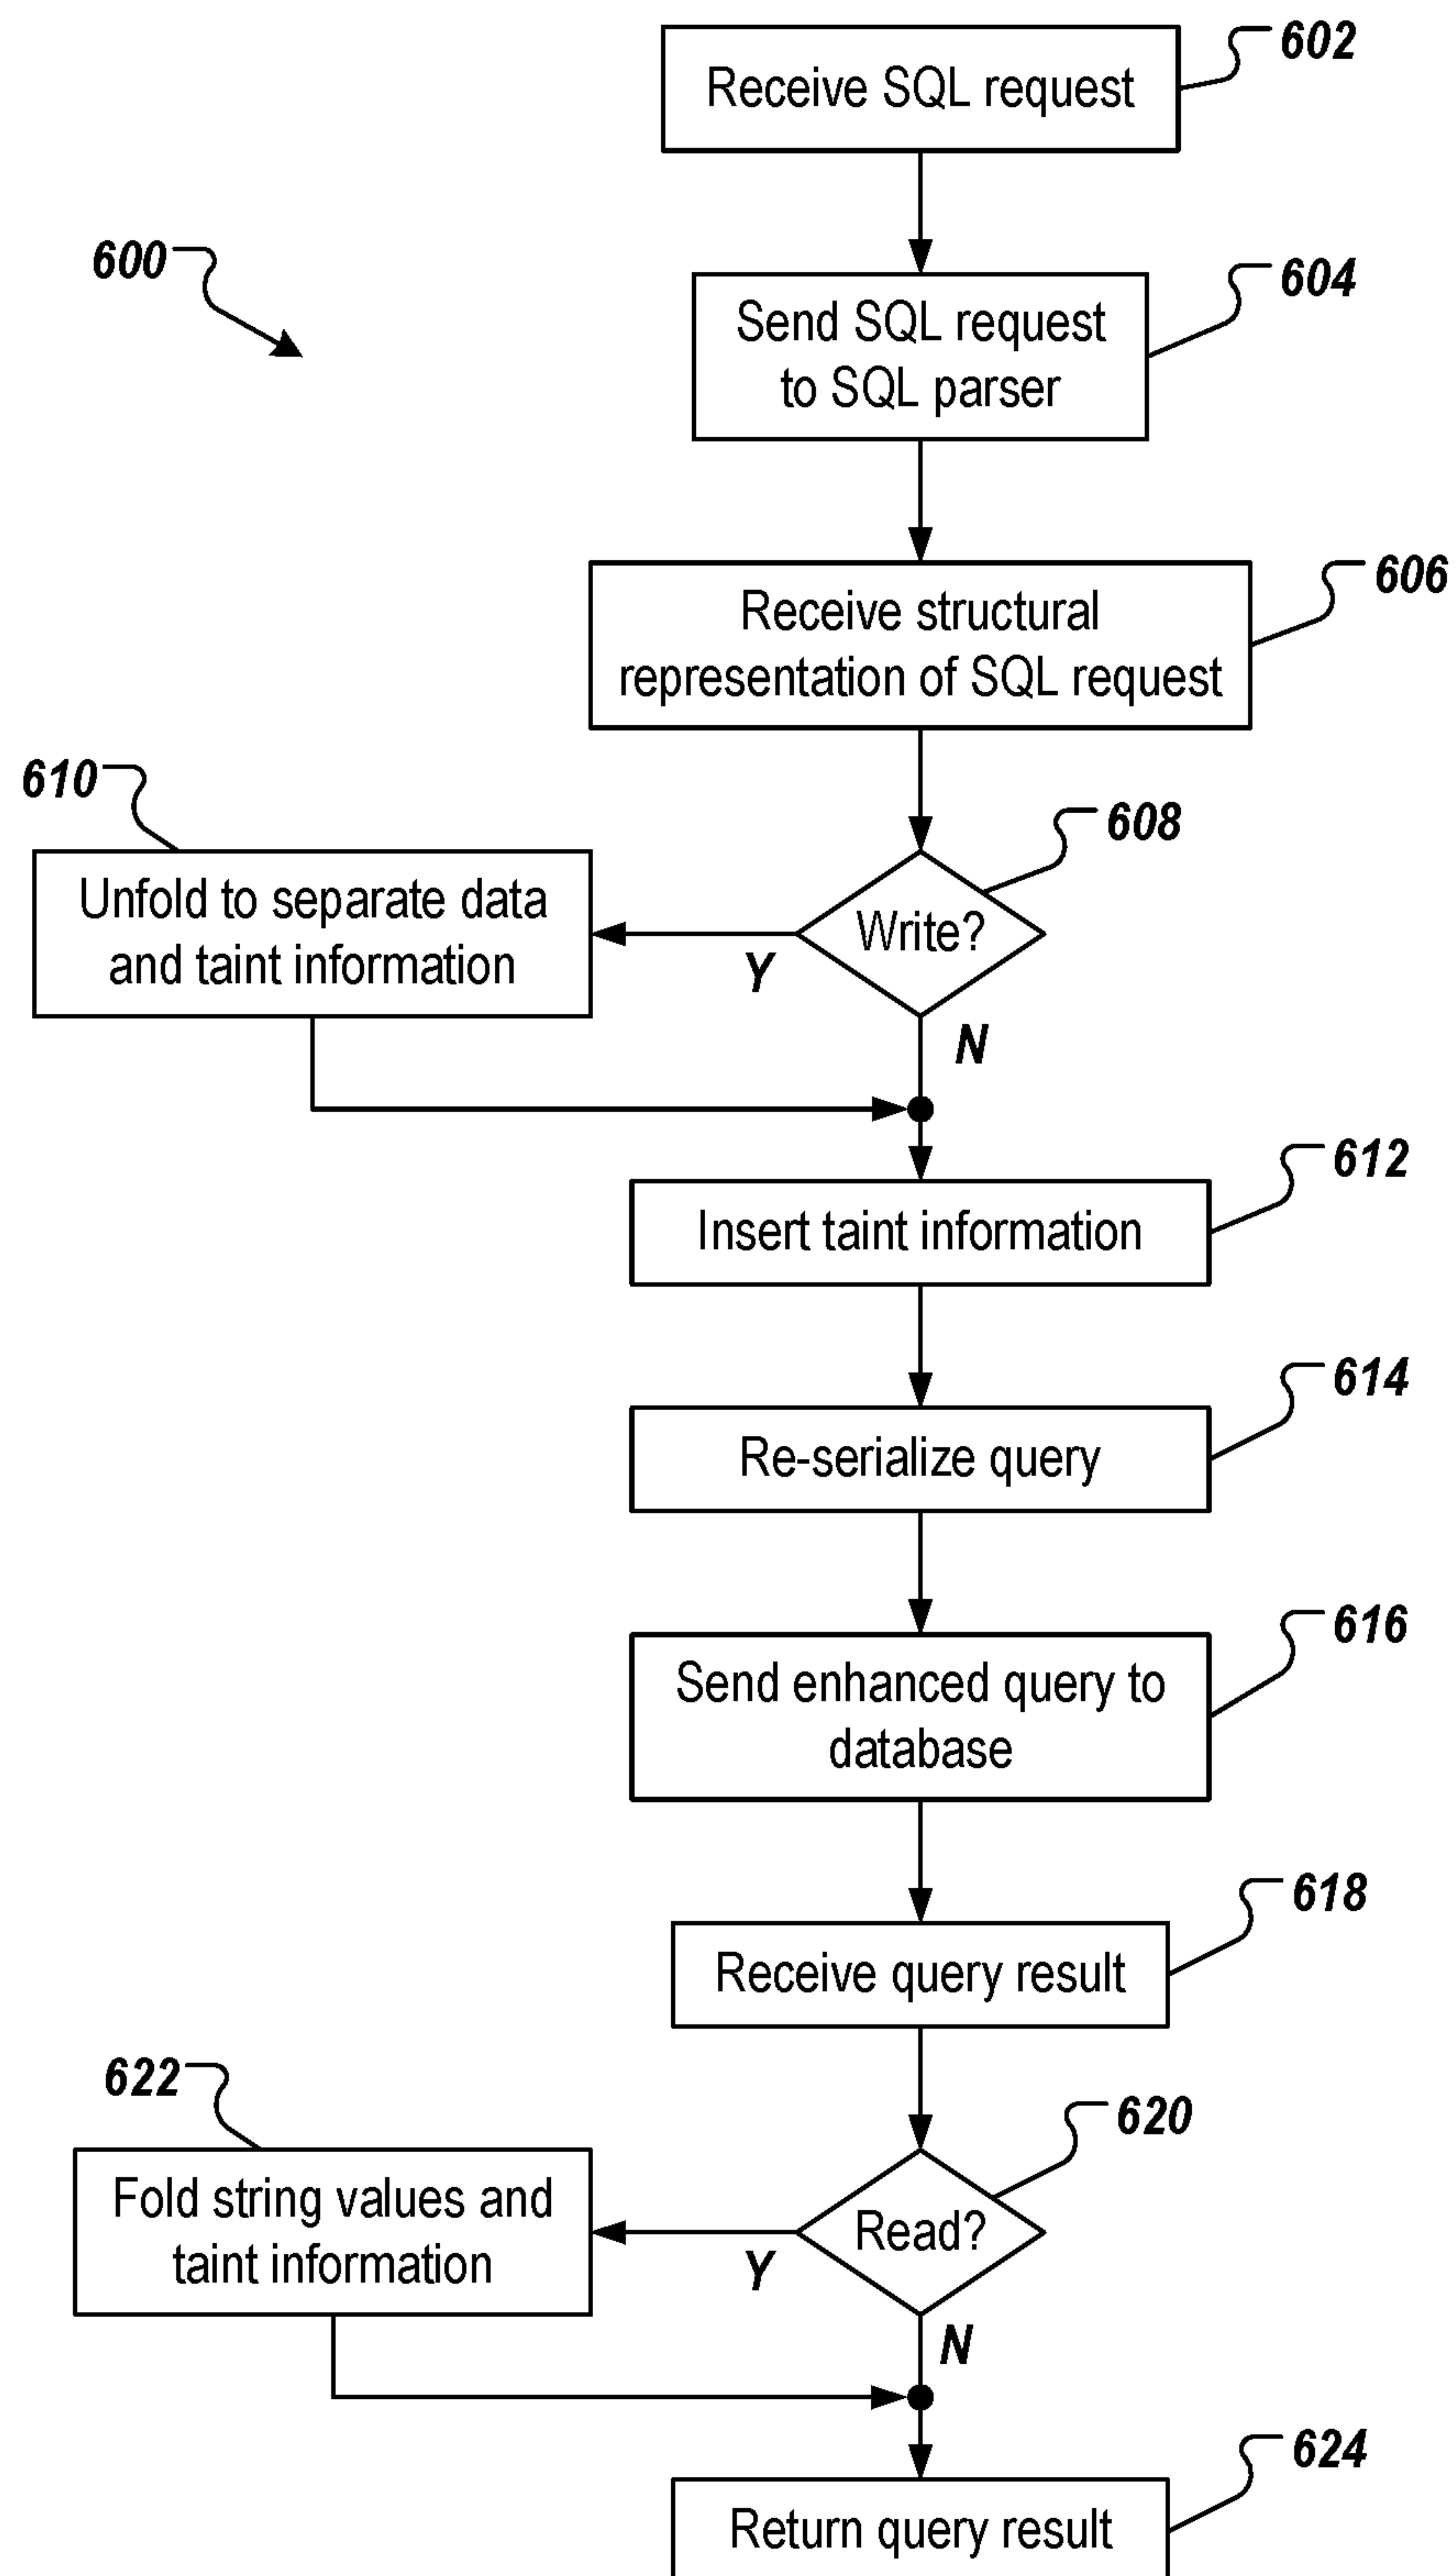 602
Receive SQL request
600
604
Send SQL request
to SQL parser
606
Receive structural
representation of SQL request
610
608
Unfold to separate data
and taint information
Write?
Y
N
612
Insert taint information
614
Re-serialize query
616
Send enhanced query to
database
618
Receive query result
622
620
Fold string values and
taint information
Read?
Y
N
624
Return query result